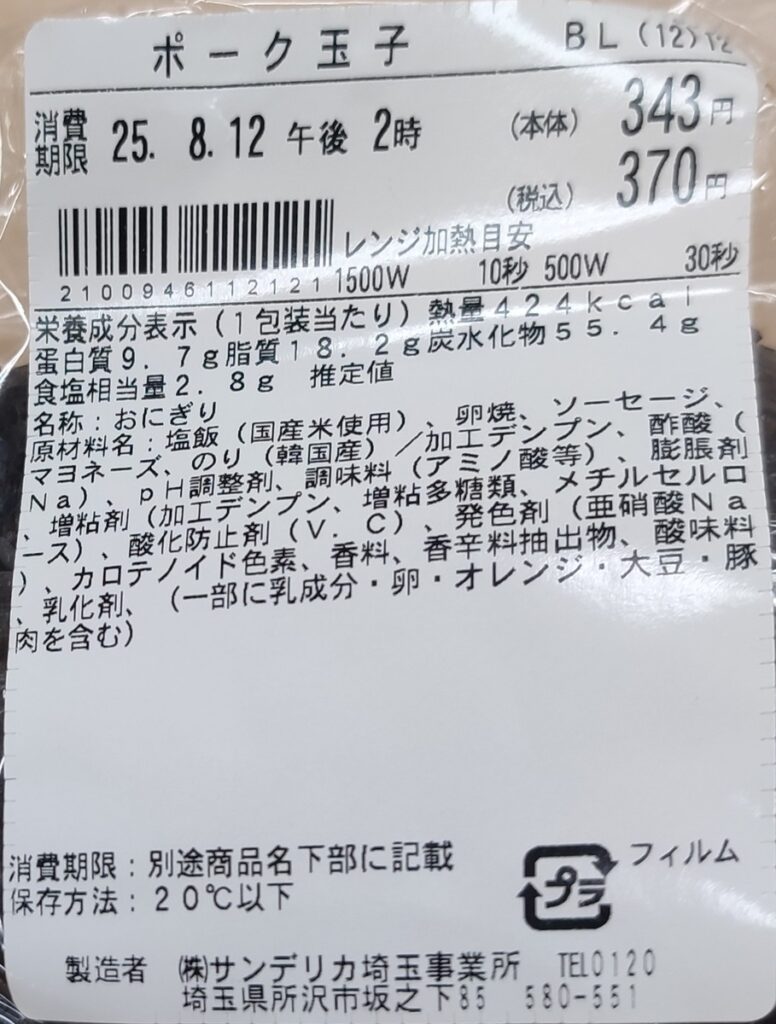 ポーク玉子 BL(12)12
消費期限 25. 8.12 午後 2時 (本体) 343円
(税込) 370円
レンジ加熱目安
2100946112121 1500W 10秒 500W 30秒
栄養成分表示(1包装当たり)熱量424kcal
蛋白質9.7g脂質18.2g炭水化物55.4g
食塩相当量2.8g 推定値
名称:おにぎり
原材料名:塩飯(国産米使用)、卵焼、ソーセージ、
マヨネーズ、のり(韓国産)/加工デンプン、酢酸(
Na)、pH調整剤、調味料(アミノ酸等)、膨脹剤
、増粘剤(加工デンプン、増粘多糖類、メチルセルロ
ース)、酸化防止剤(V.C)、発色剤(亜硝酸Na
)、カロテノイド色素、香料、香辛料抽出物、酸味料
、乳化剤、(一部に乳成分・卵・オレンジ・大豆・豚
肉を含む)
消費期限:別途商品名下部に記載
保存方法:20℃以下
プラ フィルム
製造者 (株)サンデリカ埼玉事業所 TEL0120
埼玉県所沢市坂之下85 580-551